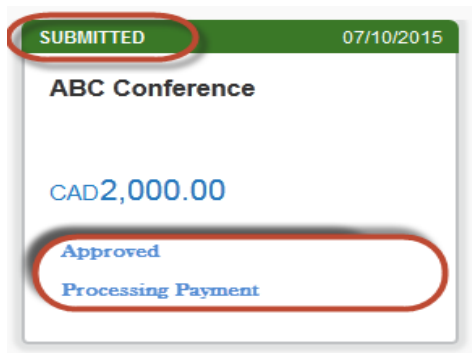 SUBMITTED 07/10/2015
ABC Conference
CAD2,000.00
Approved
Processing Payment